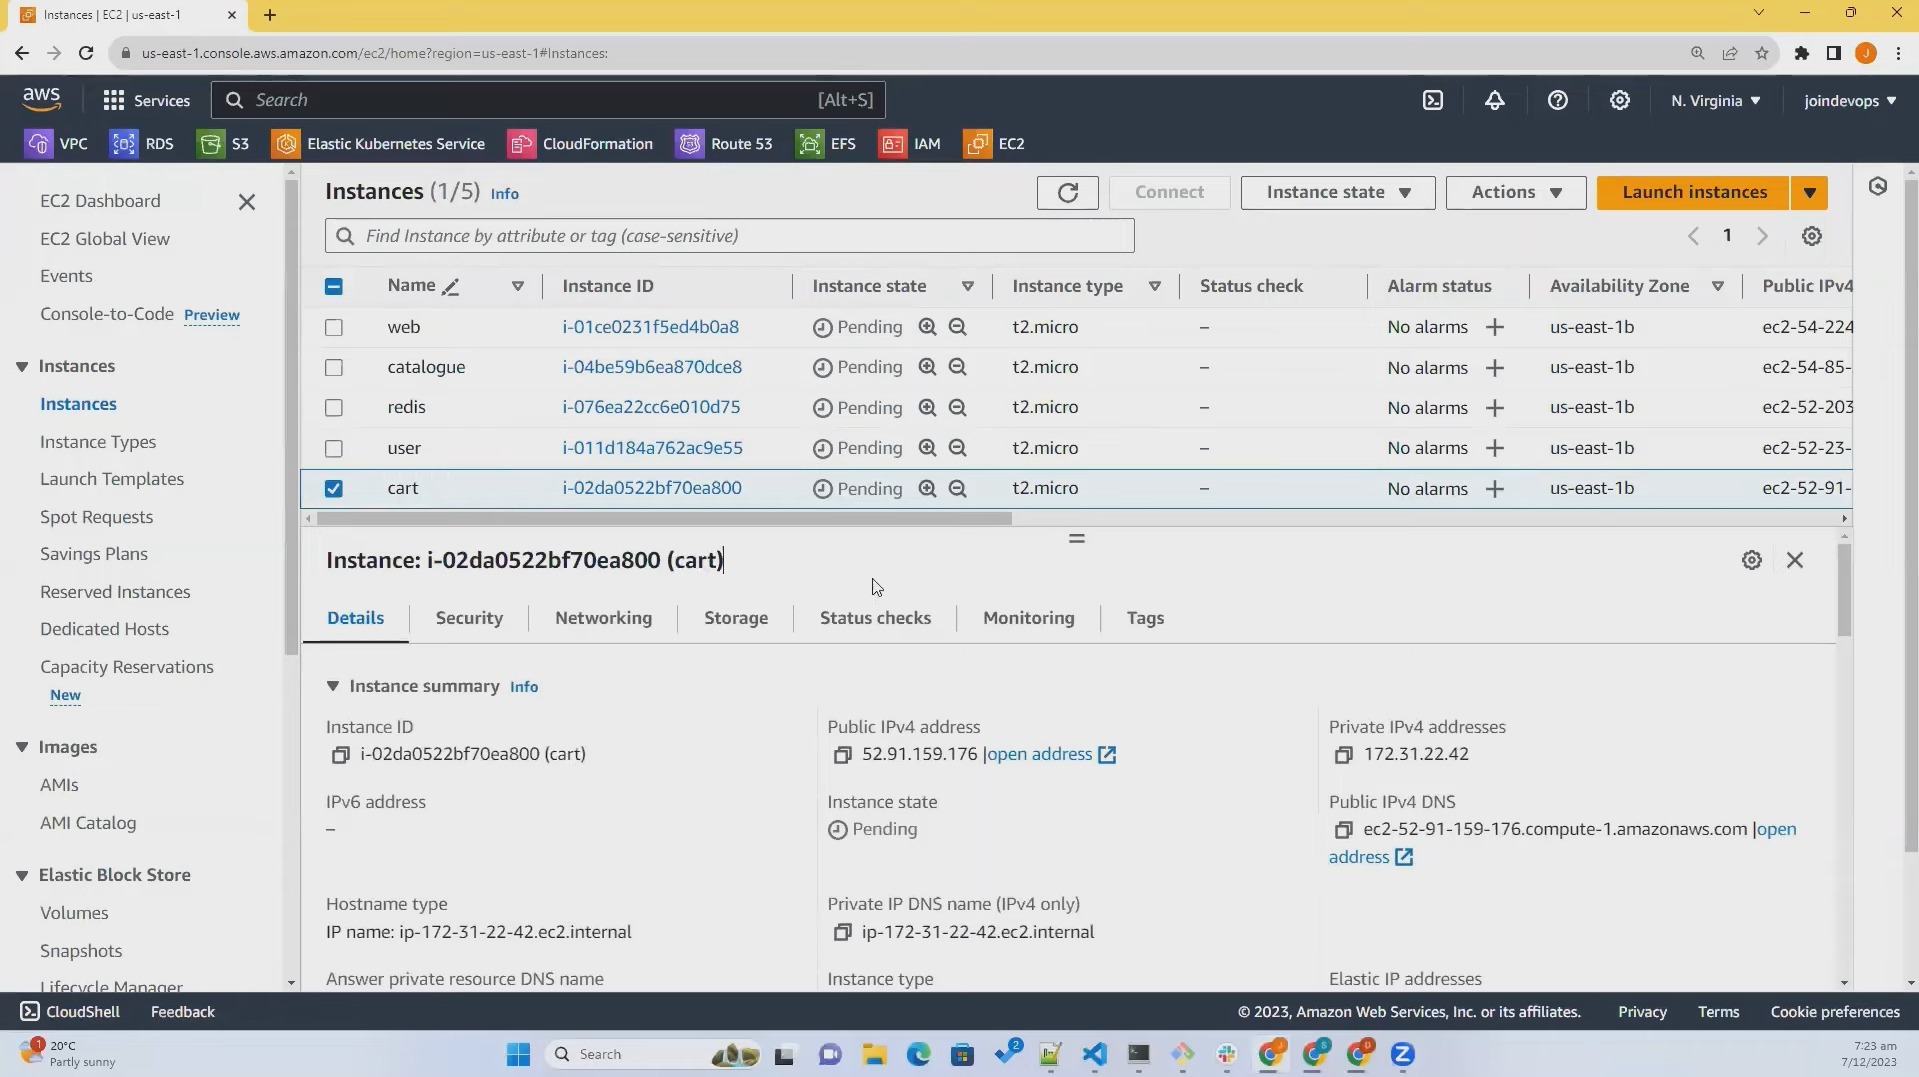 Instances | EC2 | us-east-1
us-east-1.console.aws.amazon.com/ec2/home?region=us-east-1#Instances:
J
aws
Services
Search [Alt+S]
N. Virginia
joindevops
VPC RDS S3 Elastic Kubernetes Service CloudFormation Route 53 EFS IAM EC2
EC2 Dashboard
EC2 Global View
Events
Console-to-Code Preview
Instances
Instances
Instance Types
Launch Templates
Spot Requests
Savings Plans
Reserved Instances
Dedicated Hosts
Capacity Reservations
New
Images
AMIs
AMI Catalog
Elastic Block Store
Volumes
Snapshots
Lifecycle Manager
Instances (1/5) Info
Connect
Instance state
Actions
Launch instances
Find Instance by attribute or tag (case-sensitive)
1
Name Instance ID Instance state Instance type Status check Alarm status Availability Zone Public IPv4
web i-01ce0231f5ed4b0a8 Pending t2.micro – No alarms + us-east-1b ec2-54-224
catalogue i-04be59b6ea870dce8 Pending t2.micro – No alarms + us-east-1b ec2-54-85-
redis i-076ea22cc6e010d75 Pending t2.micro – No alarms + us-east-1b ec2-52-203
user i-011d184a762ac9e55 Pending t2.micro – No alarms + us-east-1b ec2-52-23-
cart i-02da0522bf70ea800 Pending t2.micro – No alarms + us-east-1b ec2-52-91-
Instance: i-02da0522bf70ea800 (cart)
Details Security Networking Storage Status checks Monitoring Tags
Instance summary Info
Instance ID
i-02da0522bf70ea800 (cart)
Public IPv4 address
52.91.159.176 |open address
Private IPv4 addresses
172.31.22.42
IPv6 address
–
Instance state
Pending
Public IPv4 DNS
ec2-52-91-159-176.compute-1.amazonaws.com |open
address
Hostname type
IP name: ip-172-31-22-42.ec2.internal
Private IP DNS name (IPv4 only)
ip-172-31-22-42.ec2.internal
Answer private resource DNS name
Instance type
Elastic IP addresses
CloudShell Feedback
© 2023, Amazon Web Services, Inc. or its affiliates. Privacy Terms Cookie preferences
1
20°C
Partly sunny
Search
2
J
S
D
Z
7:23 am
7/12/2023